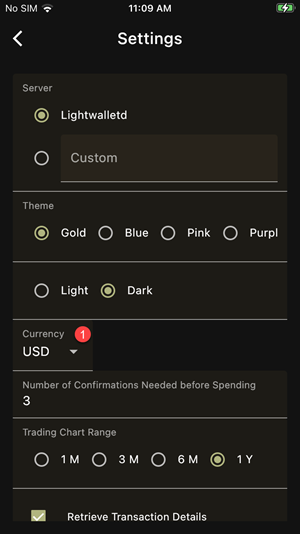 No SIM 11:09 AM
Settings
Server
Lightwalletd
Custom
Theme
Gold Blue Pink Purpl
Light Dark
Currency 1
USD
Number of Confirmations Needed before Spending
3
Trading Chart Range
1 M 3 M 6 M 1 Y
Retrieve Transaction Details